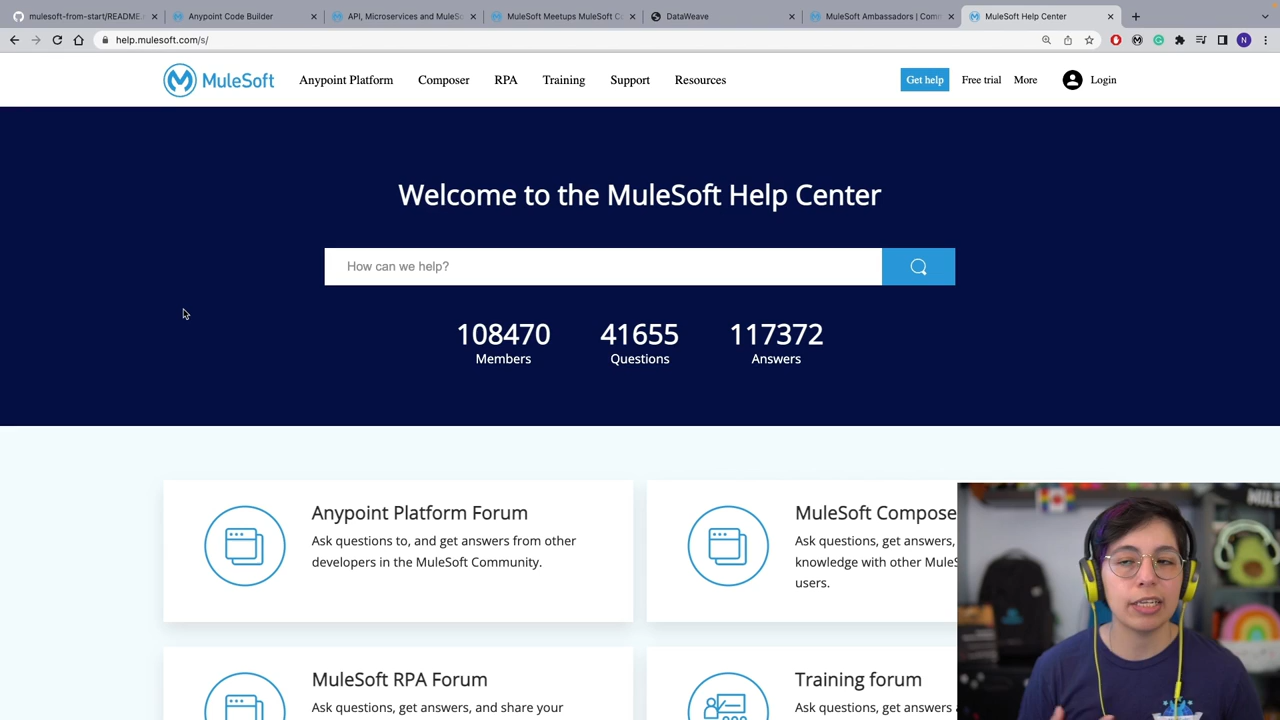 mulesoft-from-start/README.
Anypoint Code Builder
API, Microservices and MuleS
MuleSoft Meetups MuleSoft C
DataWeave
MuleSoft Ambassadors | Com
MuleSoft Help Center
help.mulesoft.com/s/
N
MuleSoft
Anypoint Platform
Composer
RPA
Training
Support
Resources
Get help
Free trial
More
Login
Welcome to the MuleSoft Help Center
How can we help?
108470
Members
41655
Questions
117372
Answers
Anypoint Platform Forum
Ask questions to, and get answers from other
developers in the MuleSoft Community.
MuleSoft Compose
Ask questions, get answers,
knowledge with other MuleS
users.
MuleSoft RPA Forum
Ask questions, get answers, and share your
Training forum
Ask questions, get answers